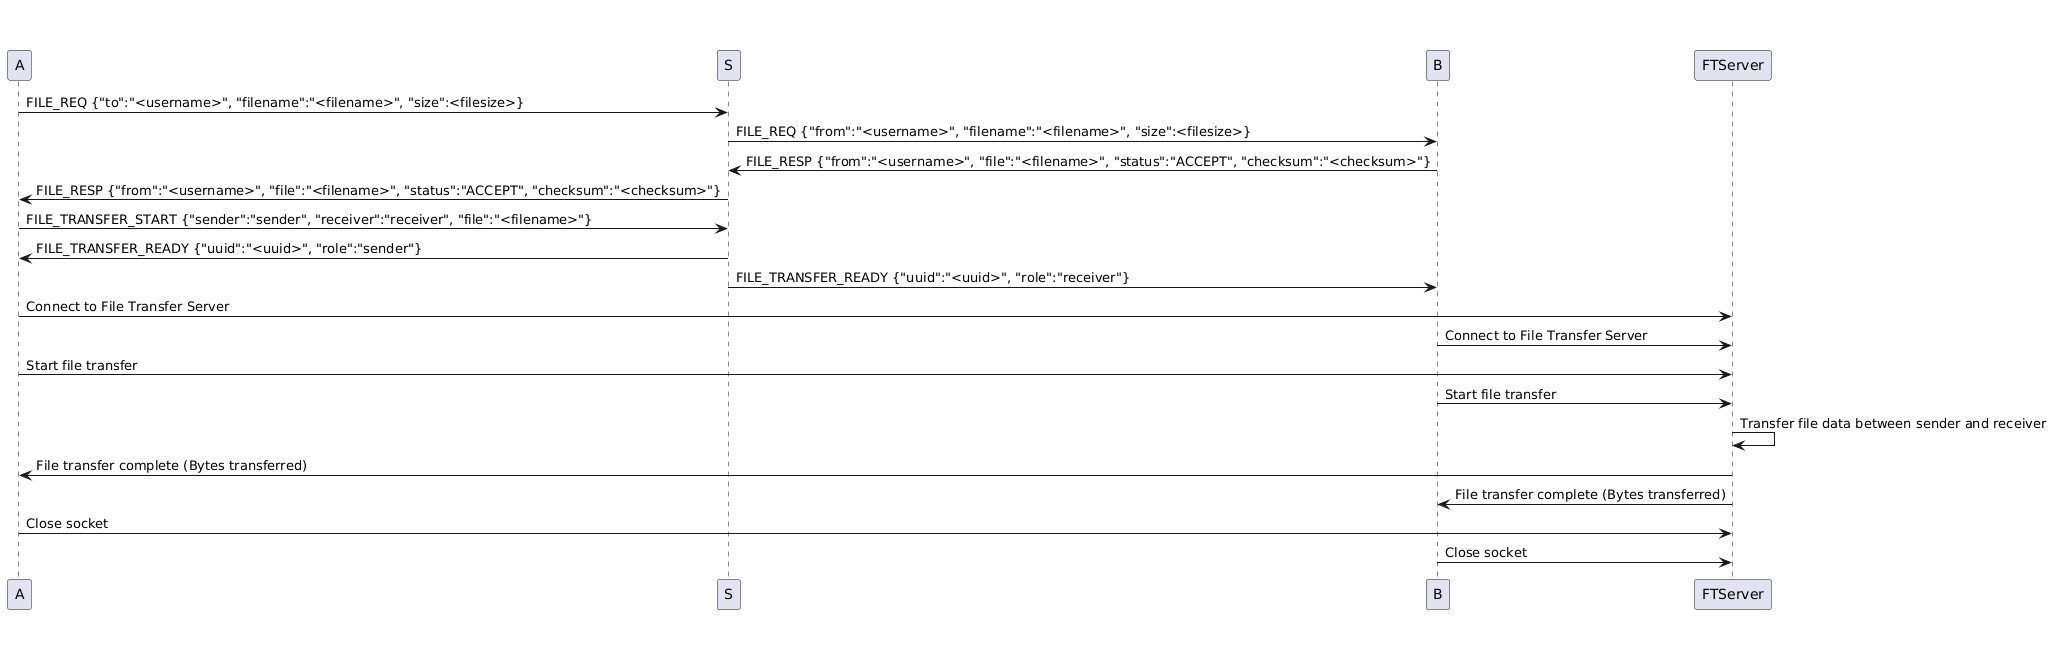 A
S
B
FTServer
FILE_REQ {"to":"<username>", "filename":"<filename>", "size":<filesize>}
FILE_REQ {"from":"<username>", "filename":"<filename>", "size":<filesize>}
FILE_RESP {"from":"<username>", "file":"<filename>", "status":"ACCEPT", "checksum":"<checksum>"}
FILE_RESP {"from":"<username>", "file":"<filename>", "status":"ACCEPT", "checksum":"<checksum>"}
FILE_TRANSFER_START {"sender":"sender", "receiver":"receiver", "file":"<filename>"}
FILE_TRANSFER_READY {"uuid":"<uuid>", "role":"sender"}
FILE_TRANSFER_READY {"uuid":"<uuid>", "role":"receiver"}
Connect to File Transfer Server
Connect to File Transfer Server
Start file transfer
Start file transfer
Transfer file data between sender and receiver
File transfer complete (Bytes transferred)
File transfer complete (Bytes transferred)
Close socket
Close socket
A
S
B
FTServer